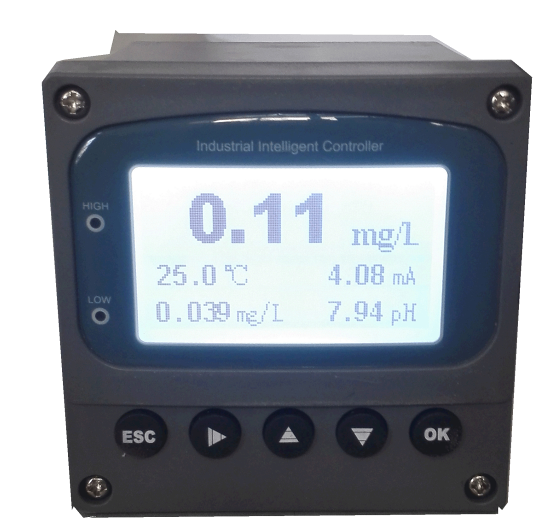 Industrial Intelligent Controller
HIGH
0.11 mg/l
25.0 ℃ 4.08 mA
LOW
0.039 mg/l 7.94 pH
ESC OK